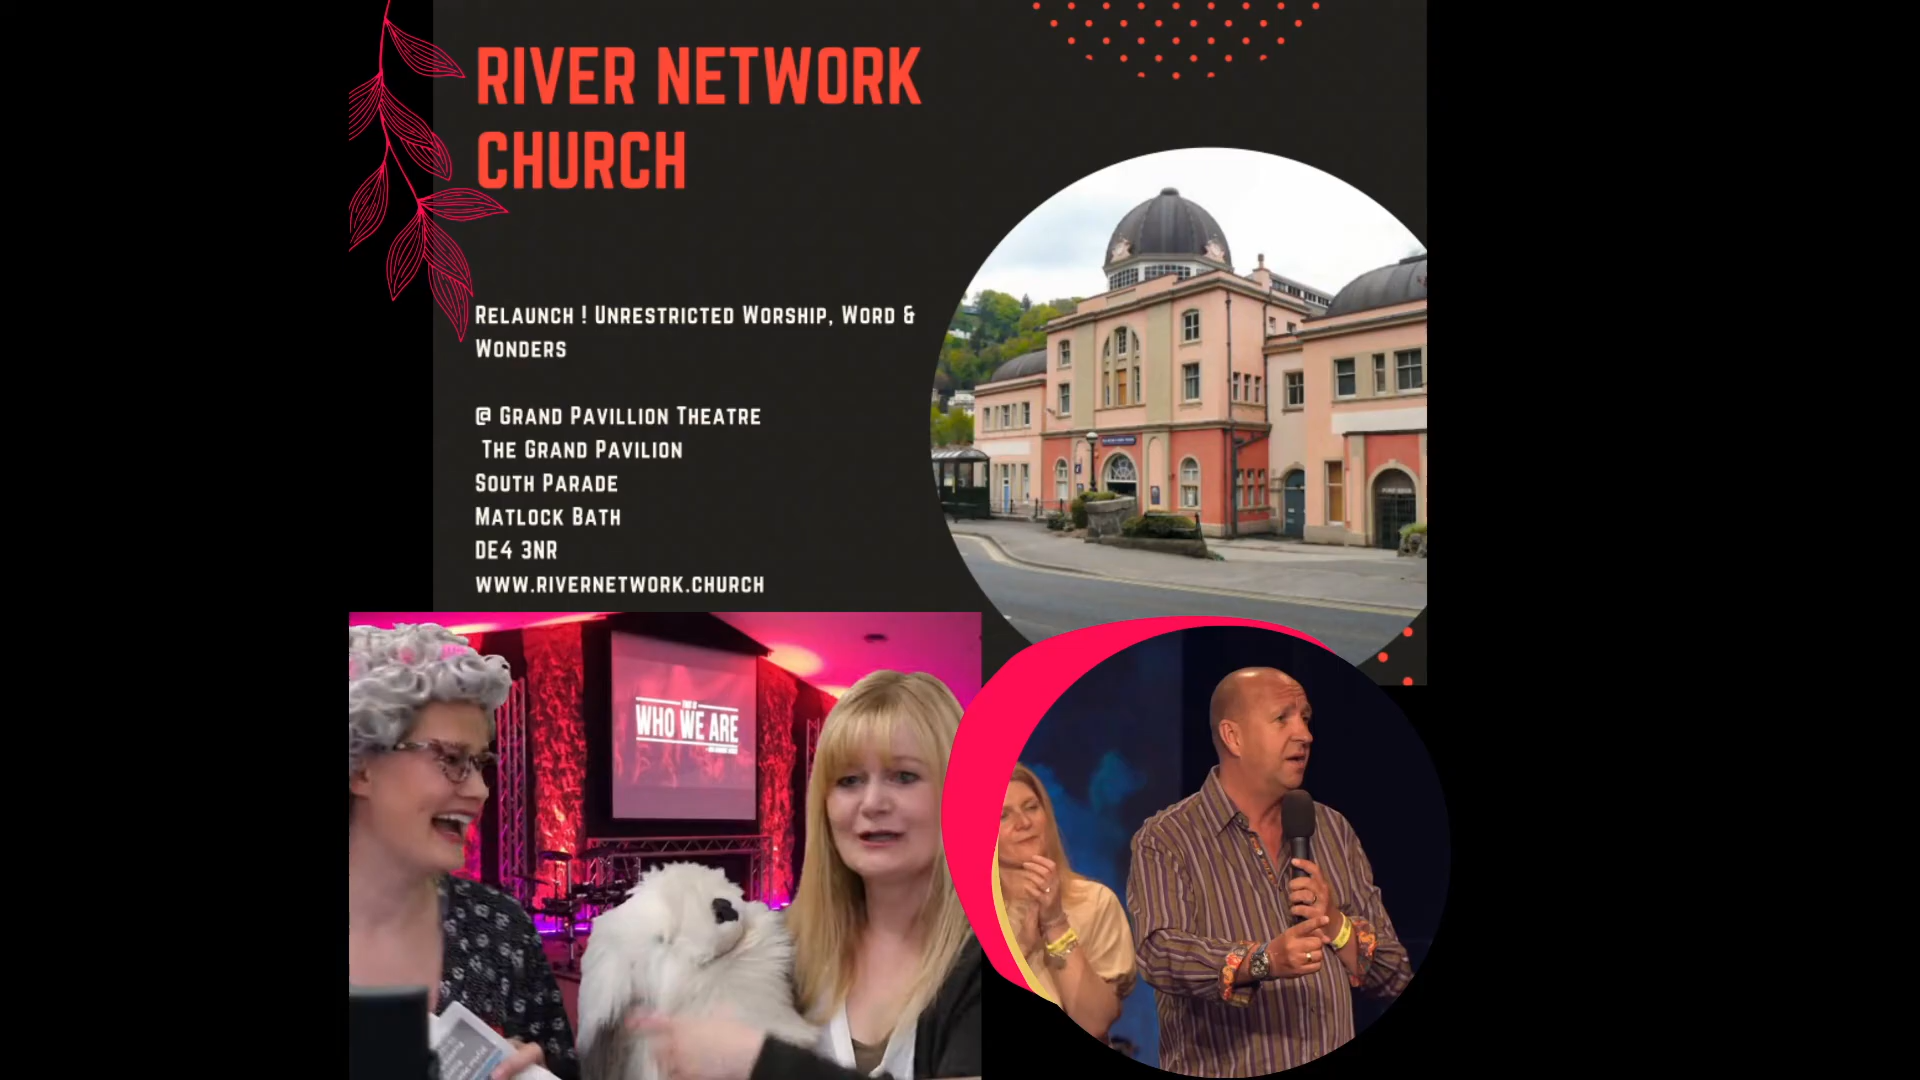 RIVER NETWORK
CHURCH
RELAUNCH ! UNRESTRICTED WORSHIP, WORD &
WONDERS
@ GRAND PAVILLION THEATRE
THE GRAND PAVILION
SOUTH PARADE
MATLOCK BATH
DE4 3NR
WWW.RIVERNETWORK.CHURCH
WHO WE ARE